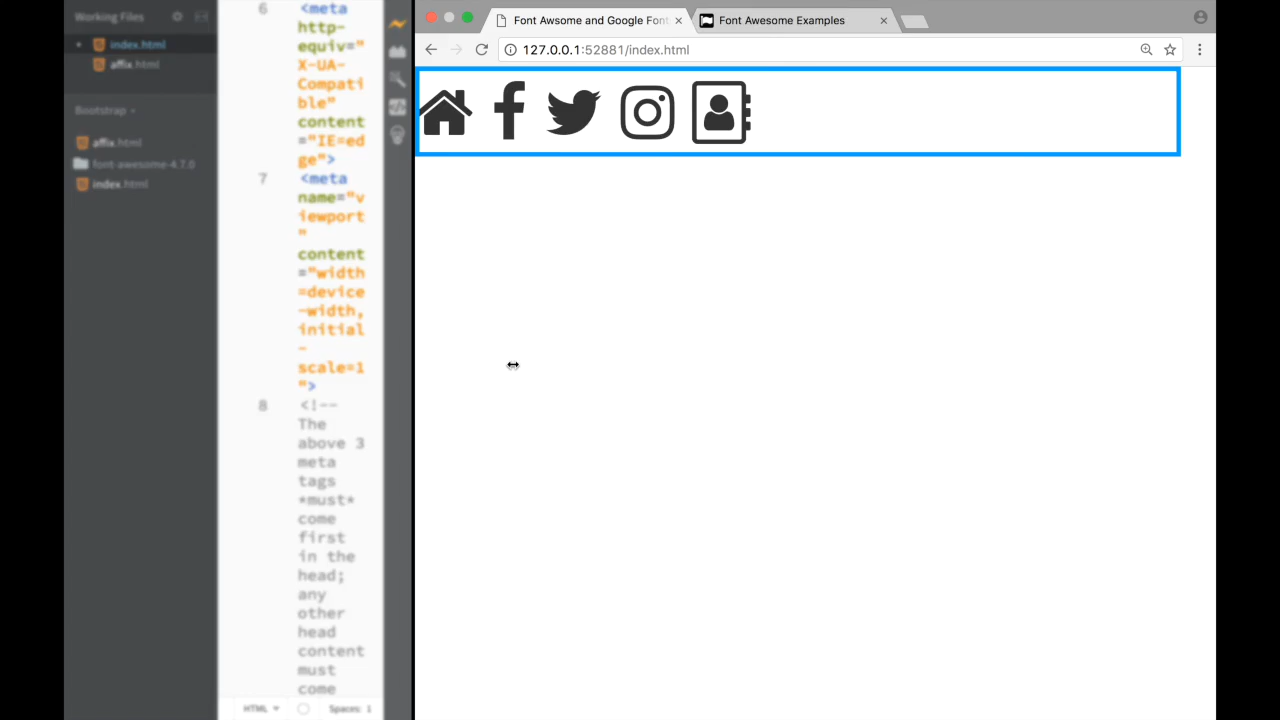 Working Files
index.html
affix.html
Bootstrap
affix.html
font-awesome-4.7.0
index.html
6
<meta
http-
equiv="
X-UA-
Compati
ble"
content
="IE=ed
ge">
7
<meta
name="v
iewport
"
content
="width
=device
-width,
initial
-
scale=1
">
8
<!--
The
above 3
meta
tags
*must*
come
first
in the
head;
any
other
head
content
must
come
HTML
Spaces: 1
Font Awsome and Google Font
Font Awesome Examples
127.0.0.1:52881/index.html